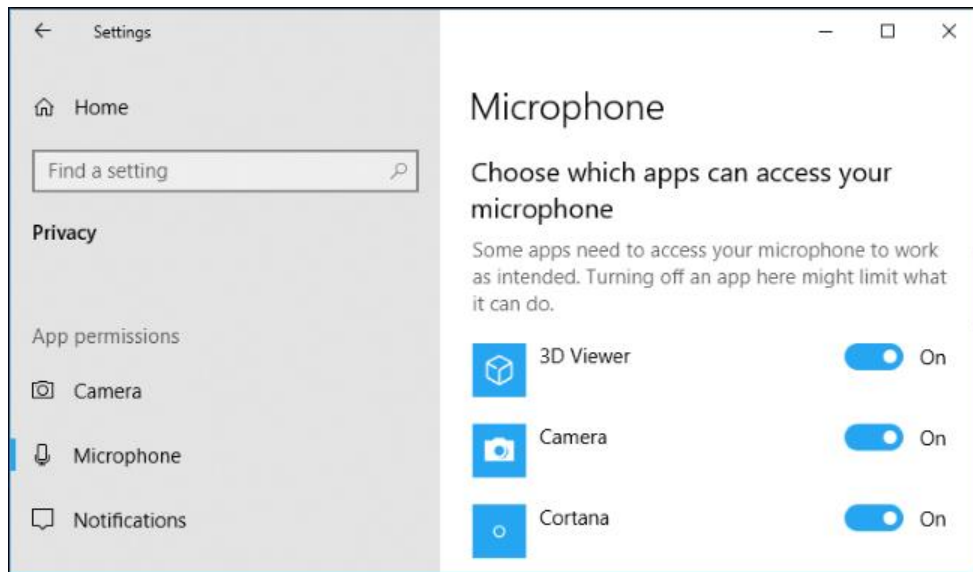 Settings
Home
Find a setting
Privacy
App permissions
Camera
Microphone
Notifications
Microphone
Choose which apps can access your
microphone
Some apps need to access your microphone to work
as intended. Turning off an app here might limit what
it can do.
3D Viewer On
Camera On
Cortana On